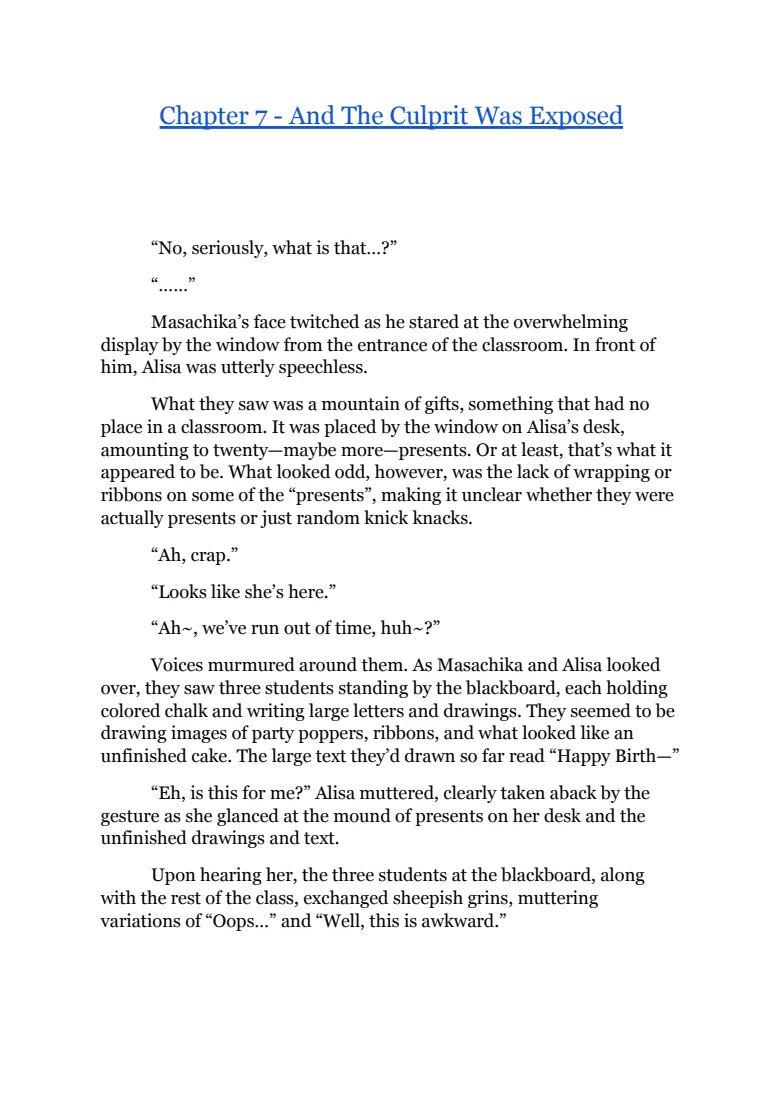 Chapter 7 - And The Culprit Was Exposed
“No, seriously, what is that…?”
“……”
Masachika’s face twitched as he stared at the overwhelming
display by the window from the entrance of the classroom. In front of
him, Alisa was utterly speechless.
What they saw was a mountain of gifts, something that had no
place in a classroom. It was placed by the window on Alisa’s desk,
amounting to twenty—maybe more—presents. Or at least, that’s what it
appeared to be. What looked odd, however, was the lack of wrapping or
ribbons on some of the “presents”, making it unclear whether they were
actually presents or just random knick knacks.
“Ah, crap.”
“Looks like she’s here.”
“Ah~, we’ve run out of time, huh~?”
Voices murmured around them. As Masachika and Alisa looked
over, they saw three students standing by the blackboard, each holding
colored chalk and writing large letters and drawings. They seemed to be
drawing images of party poppers, ribbons, and what looked like an
unfinished cake. The large text they’d drawn so far read “Happy Birth—”
“Eh, is this for me?” Alisa muttered, clearly taken aback by the
gesture as she glanced at the mound of presents on her desk and the
unfinished drawings and text.
Upon hearing her, the three students at the blackboard, along
with the rest of the class, exchanged sheepish grins, muttering
variations of “Oops…” and “Well, this is awkward.”